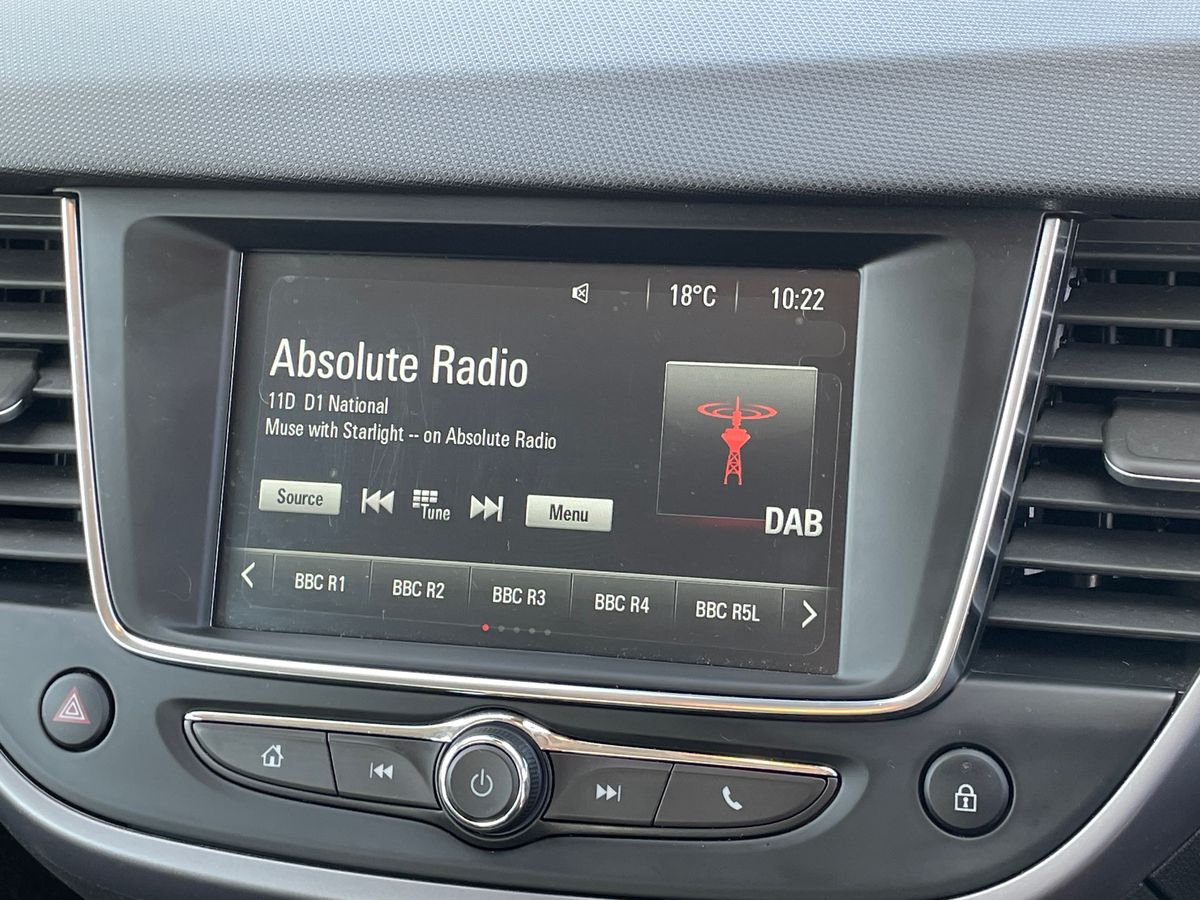 18°C 10:22
Absolute Radio
11D D1 National
Muse with Starlight -- on Absolute Radio
Source Tune Menu
DAB
BBC R1 BBC R2 BBC R3 BBC R4 BBC R5L